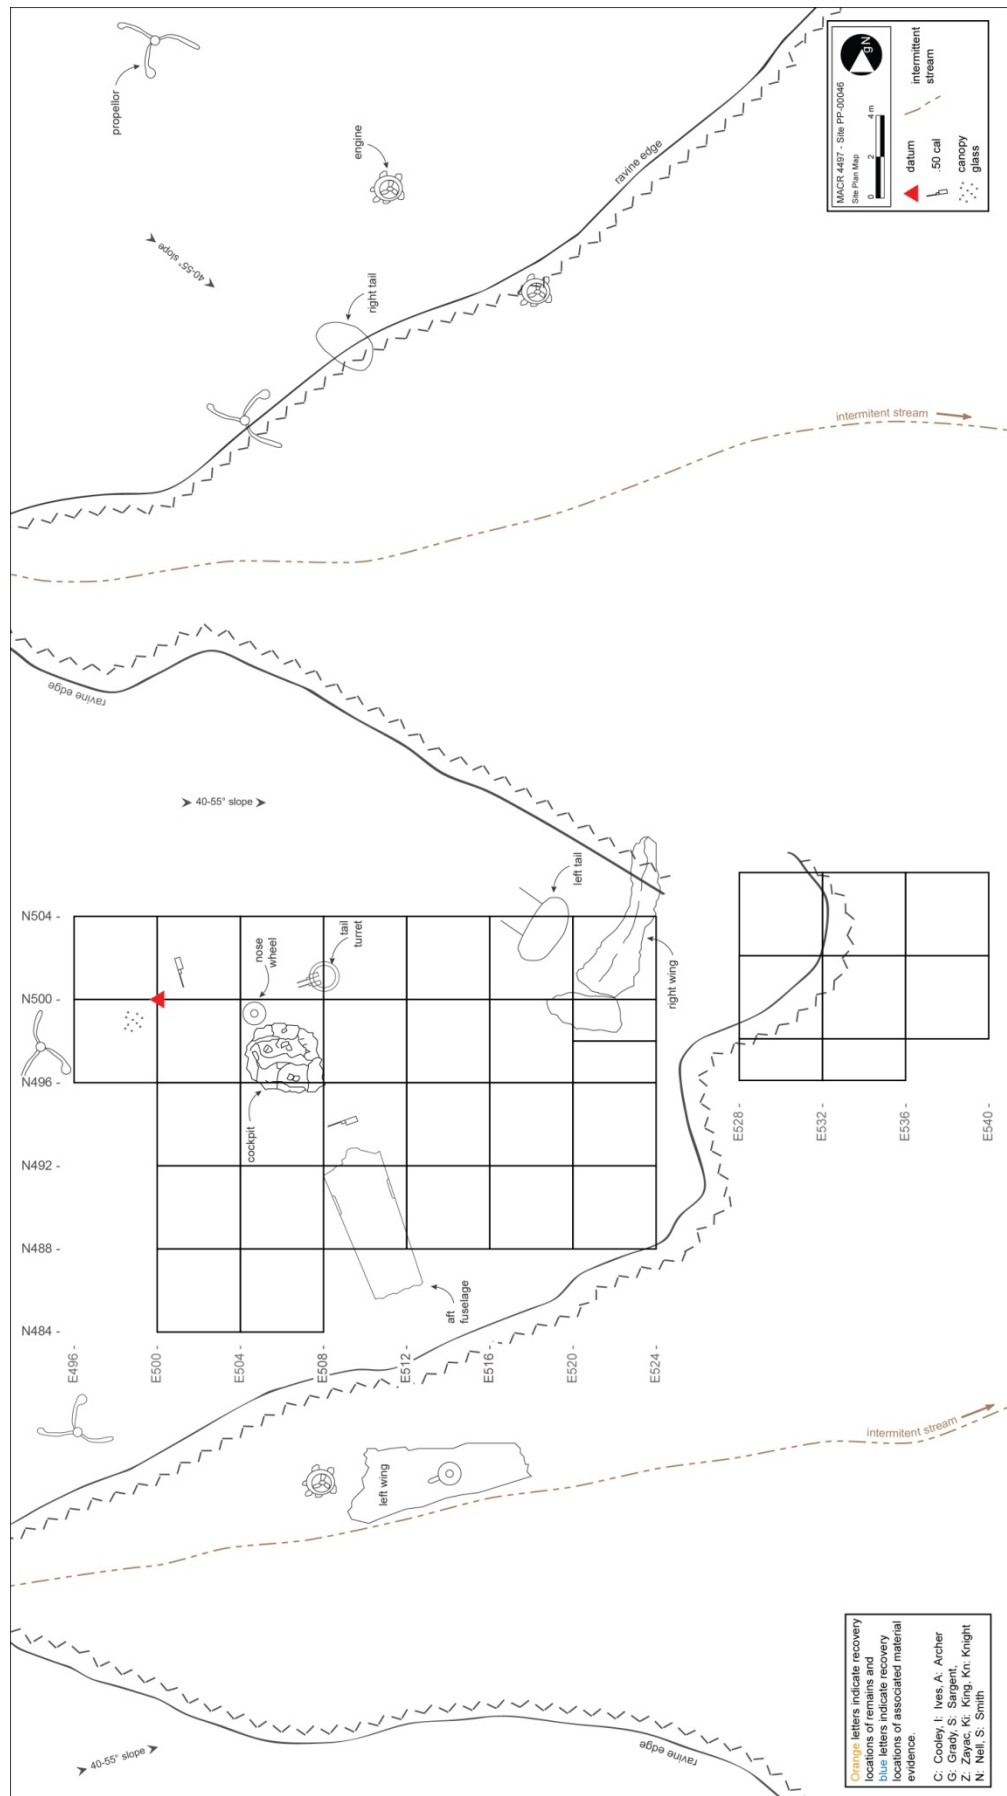 propellor
engine
40-55° slope
right tail
ravine edge
MACR 4497 - Site PP-00046
Site Plan Map
gN
0 2 4 m
datum
.50 cal
canopy
glass
intermittent
stream
intermitent stream
ravine edge
40-55° slope
N504 -
N500 -
N496 -
N492 -
N488 -
N484 -
nose
wheel
tail
turret
left tail
right wing
cockpit
aft
fuselage
E496 -
E500 -
E504 -
E508 -
E512 -
E516 -
E520 -
E524 -
E528 -
E532 -
E536 -
E540 -
left wing
intermitent stream
40-55° slope
ravine edge
Orange letters indicate recovery
locations of remains and
blue letters indicate recovery
locations of associated material
evidence.
C: Cooley, I: Ives, A: Archer
G: Grady, S: Sargent,
Z: Zayac, Ki: King, Kn: Knight
N: Nell, S: Smith